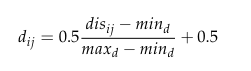 d_{ij} = 0.5 \frac{dis_{ij} - min_d}{max_d - min_d} + 0.5